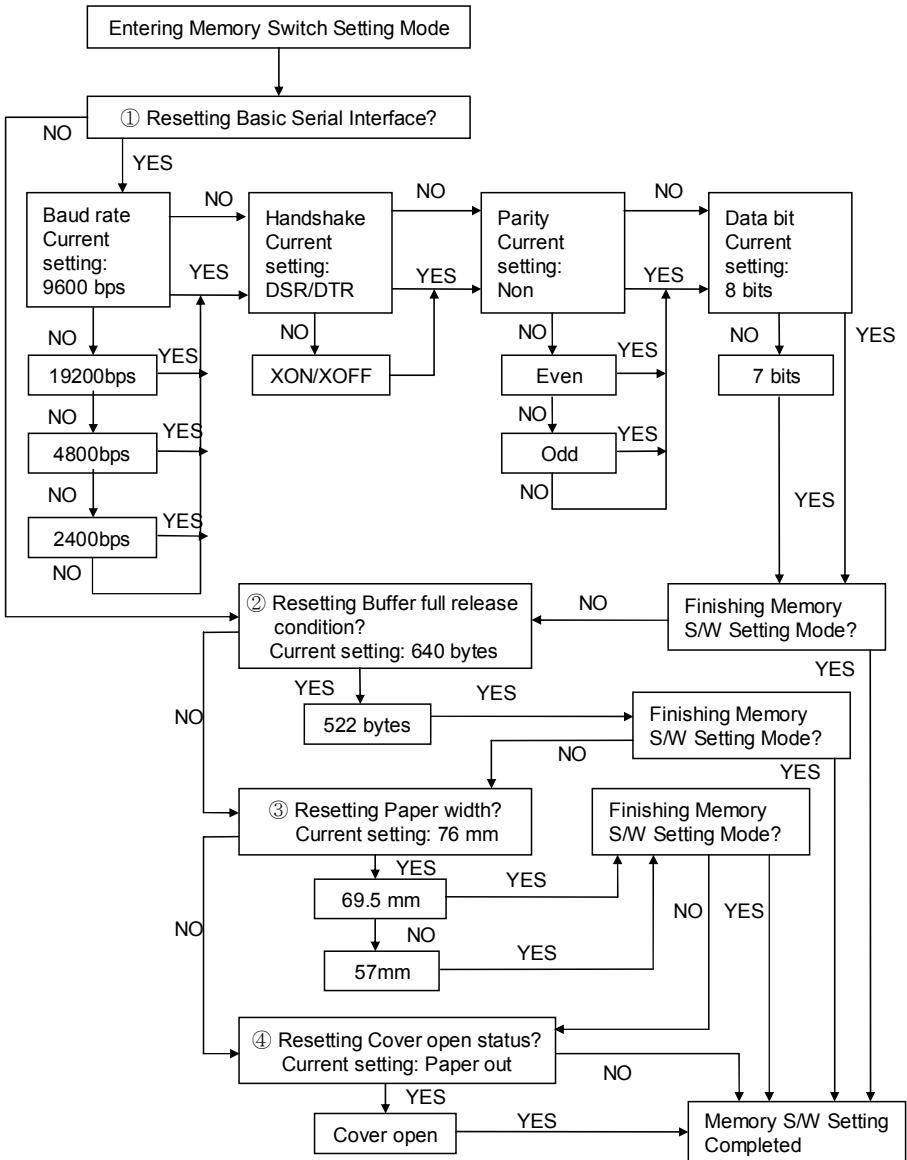 Entering Memory Switch Setting Mode
① Resetting Basic Serial Interface?
NO
YES
Baud rate
Current
setting:
9600 bps
NO
YES
Handshake
Current
setting:
DSR/DTR
NO
YES
Parity
Current
setting:
Non
NO
YES
Data bit
Current
setting:
8 bits
NO
19200bps
YES
NO
4800bps
YES
NO
2400bps
YES
NO
NO
XON/XOFF
NO
Even
YES
NO
Odd
YES
NO
NO
7 bits
YES
YES
② Resetting Buffer full release
condition?
Current setting: 640 bytes
NO
Finishing Memory
S/W Setting Mode?
YES
NO
YES
522 bytes
YES
Finishing Memory
S/W Setting Mode?
NO
YES
③ Resetting Paper width?
Current setting: 76 mm
Finishing Memory
S/W Setting Mode?
YES
69.5 mm
YES
NO
57mm
YES
NO
NO
YES
④ Resetting Cover open status?
Current setting: Paper out
NO
YES
Cover open
YES
Memory S/W Setting
Completed